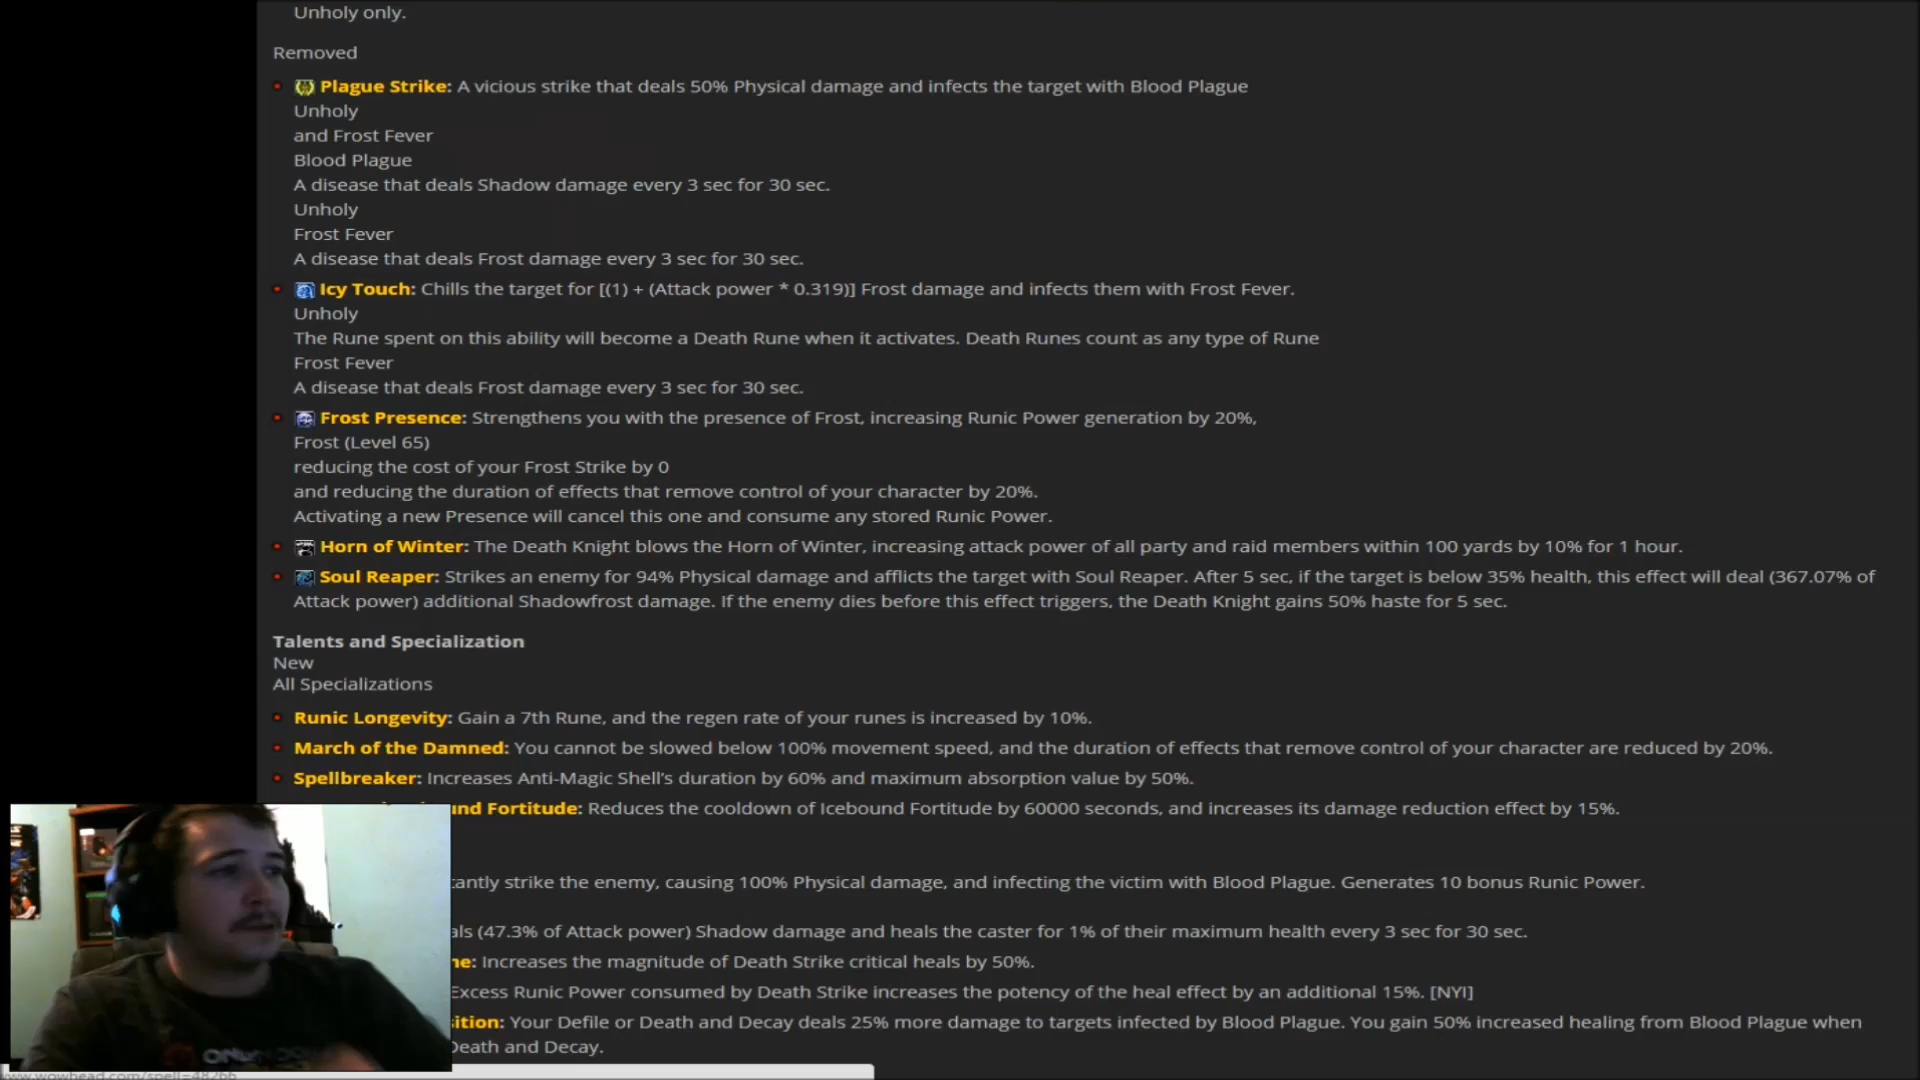 Unholy only.
Removed
Plague Strike: A vicious strike that deals 50% Physical damage and infects the target with Blood Plague
Unholy
and Frost Fever
Blood Plague
A disease that deals Shadow damage every 3 sec for 30 sec.
Unholy
Frost Fever
A disease that deals Frost damage every 3 sec for 30 sec.
Icy Touch: Chills the target for [(1) + (Attack power * 0.319)] Frost damage and infects them with Frost Fever.
Unholy
The Rune spent on this ability will become a Death Rune when it activates. Death Runes count as any type of Rune
Frost Fever
A disease that deals Frost damage every 3 sec for 30 sec.
Frost Presence: Strengthens you with the presence of Frost, increasing Runic Power generation by 20%,
Frost (Level 65)
reducing the cost of your Frost Strike by 0
and reducing the duration of effects that remove control of your character by 20%.
Activating a new Presence will cancel this one and consume any stored Runic Power.
Horn of Winter: The Death Knight blows the Horn of Winter, increasing attack power of all party and raid members within 100 yards by 10% for 1 hour.
Soul Reaper: Strikes an enemy for 94% Physical damage and afflicts the target with Soul Reaper. After 5 sec, if the target is below 35% health, this effect will deal (367.07% of
Attack power) additional Shadowfrost damage. If the enemy dies before this effect triggers, the Death Knight gains 50% haste for 5 sec.
Talents and Specialization
New
All Specializations
Runic Longevity: Gain a 7th Rune, and the regen rate of your runes is increased by 10%.
March of the Damned: You cannot be slowed below 100% movement speed, and the duration of effects that remove control of your character are reduced by 20%.
Spellbreaker: Increases Anti-Magic Shell's duration by 60% and maximum absorption value by 50%.
und Fortitude: Reduces the cooldown of Icebound Fortitude by 60000 seconds, and increases its damage reduction effect by 15%.
tantly strike the enemy, causing 100% Physical damage, and infecting the victim with Blood Plague. Generates 10 bonus Runic Power.
als (47.3% of Attack power) Shadow damage and heals the caster for 1% of their maximum health every 3 sec for 30 sec.
ne: Increases the magnitude of Death Strike critical heals by 50%.
Excess Runic Power consumed by Death Strike increases the potency of the heal effect by an additional 15%. [NYI]
sition: Your Defile or Death and Decay deals 25% more damage to targets infected by Blood Plague. You gain 50% increased healing from Blood Plague when
Death and Decay.
www.wowhead.com/spell=48266